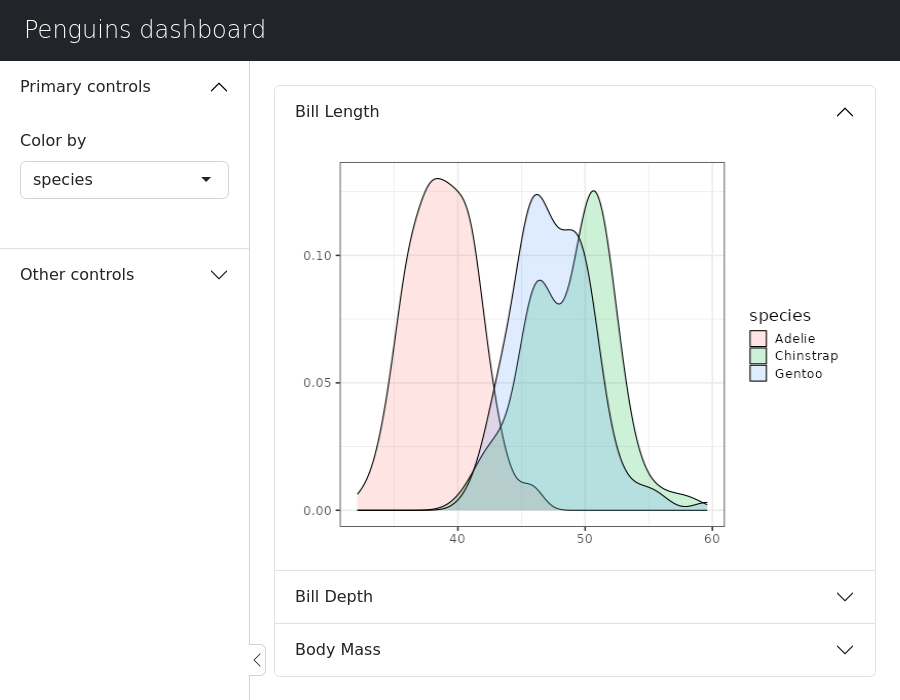 Penguins dashboard
Primary controls
Color by
species
Other controls
Bill Length
0.10
0.05
0.00
40 50 60
species
Adelie
Chinstrap
Gentoo
Bill Depth
Body Mass